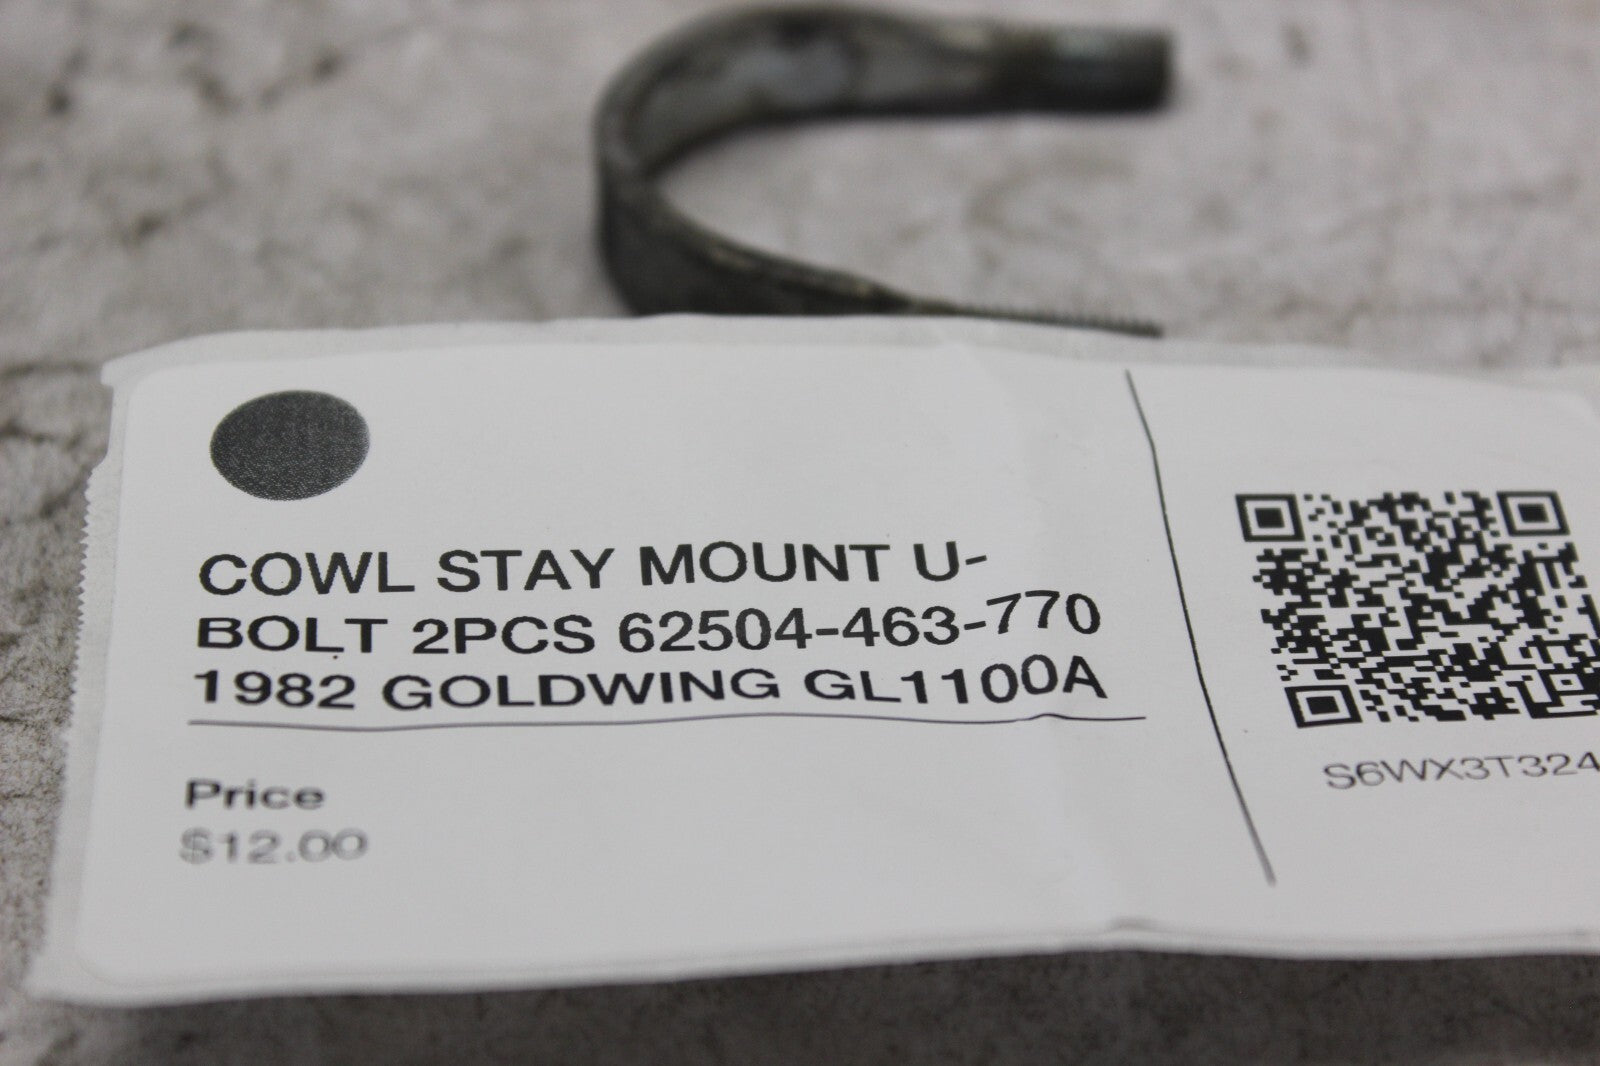 COWL STAY MOUNT U-
BOLT 2PCS 62504-463-770
1982 GOLDWING GL1100A
Price
$12.00
S6WX3T324